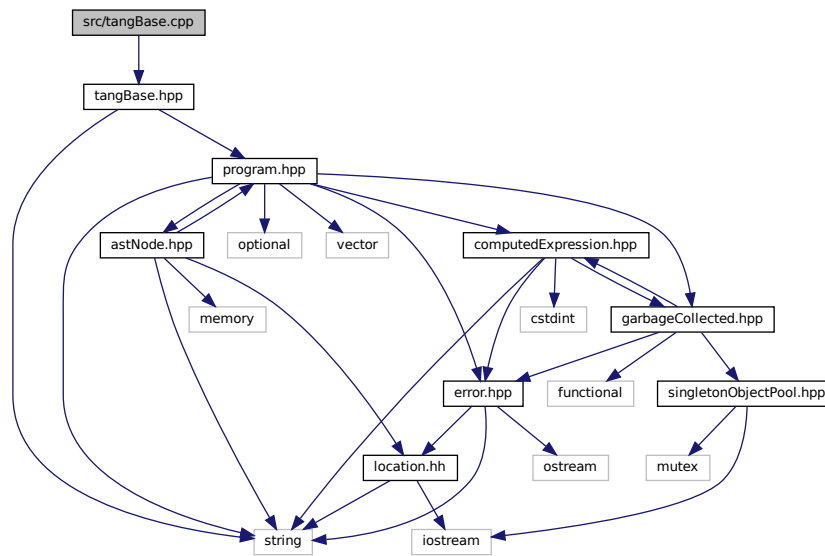 src/tangBase.cpp
tangBase.hpp
program.hpp
astNode.hpp
optional
vector
computedExpression.hpp
memory
cstdint
garbageCollected.hpp
error.hpp
functional
singletonObjectPool.hpp
location.hh
ostream
mutex
string
iostream